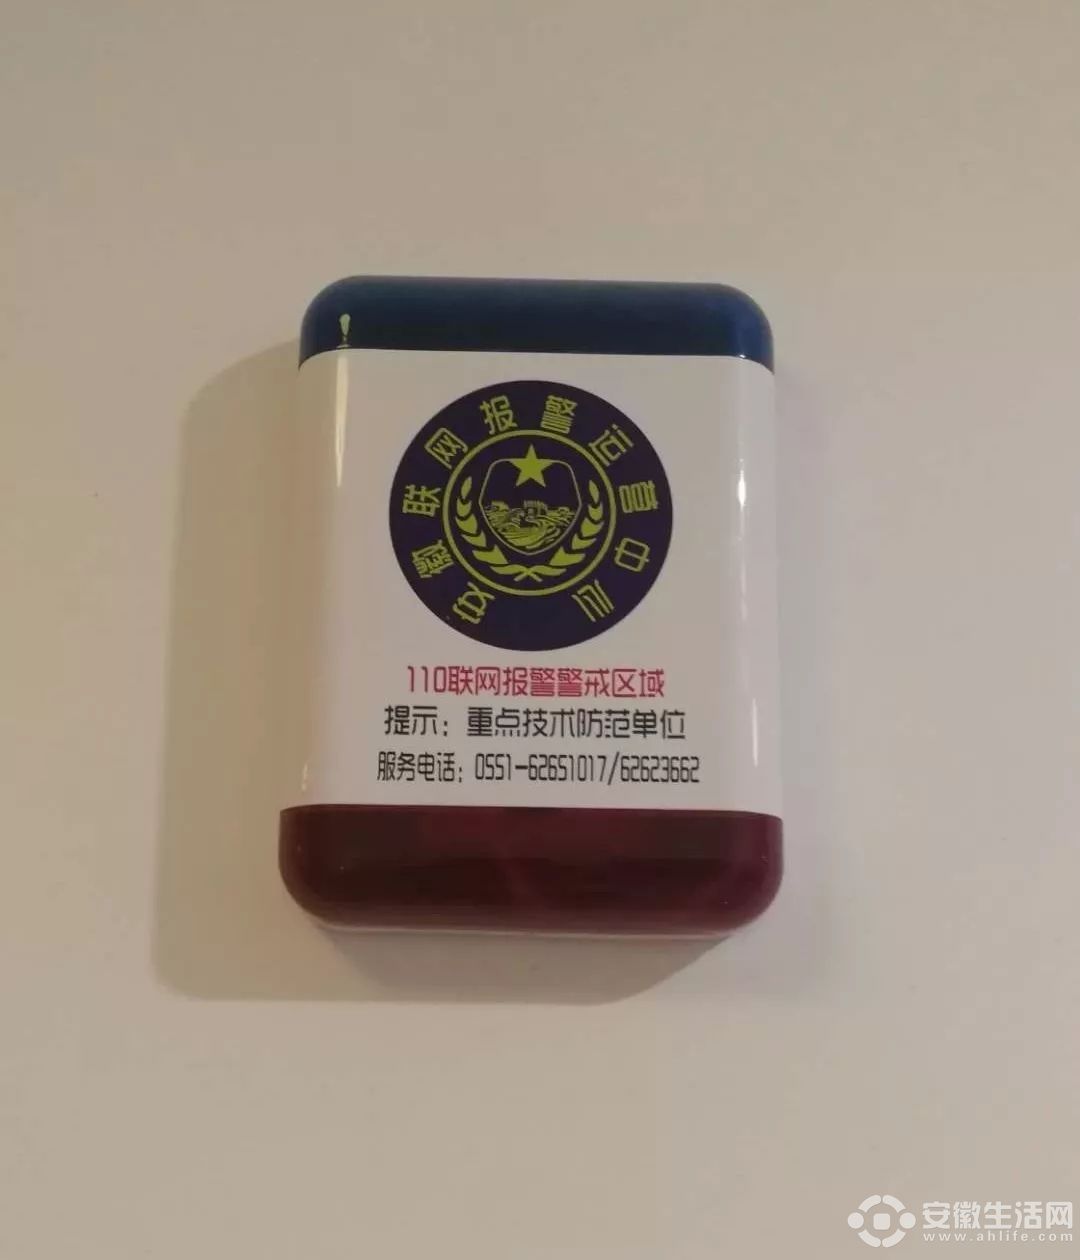 安徽联网报警运营中心
110联网报警警戒区域
提示：重点技术防范单位
服务电话：0551-62651017/62623662
安徽生活网
www.ahlife.com